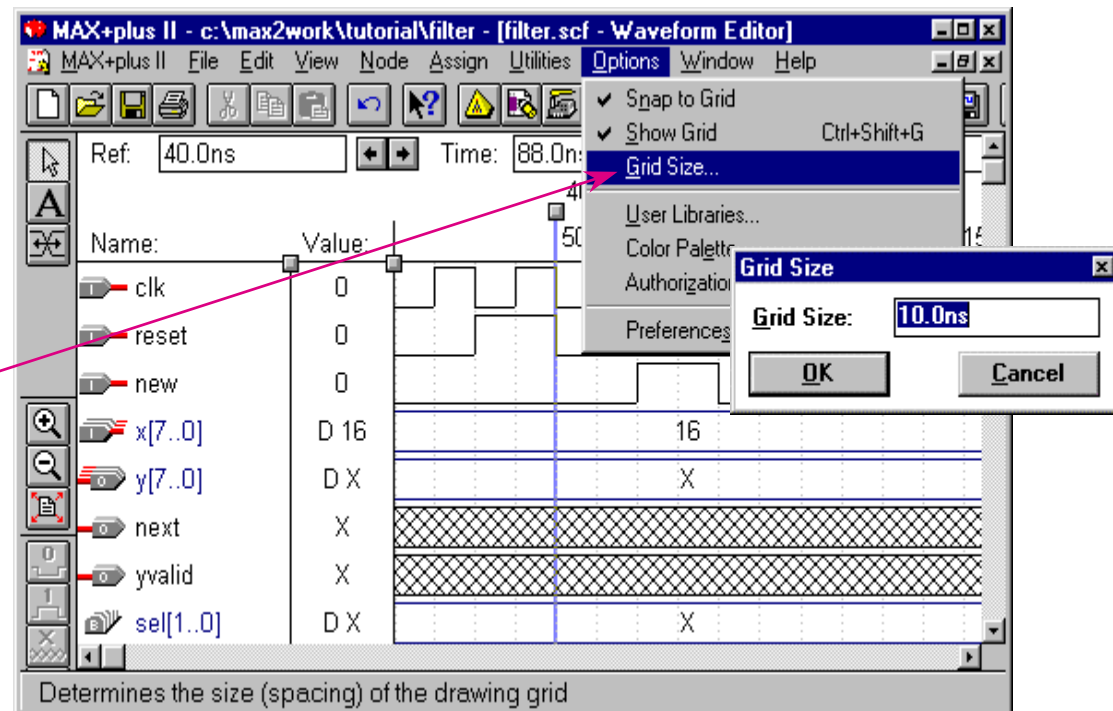 MAX+plus II - c:\max2work\tutorial\filter - [filter.scf - Waveform Editor]
MAX+plus II File Edit View Node Assign Utilities Options Window Help
Snap to Grid
Show Grid Ctrl+Shift+G
Grid Size...
User Libraries...
Color Palette
Preferences
Ref: 40.0ns Time:
Name: Value:
clk 0
reset 0
new 0
x[7..0] D 16 16
y[7..0] D X X
next X
yvalid X
sel[1..0] D X X
A
0
1
X
Grid Size
Grid Size: 10.0ns
OK Cancel
Determines the size (spacing) of the drawing grid